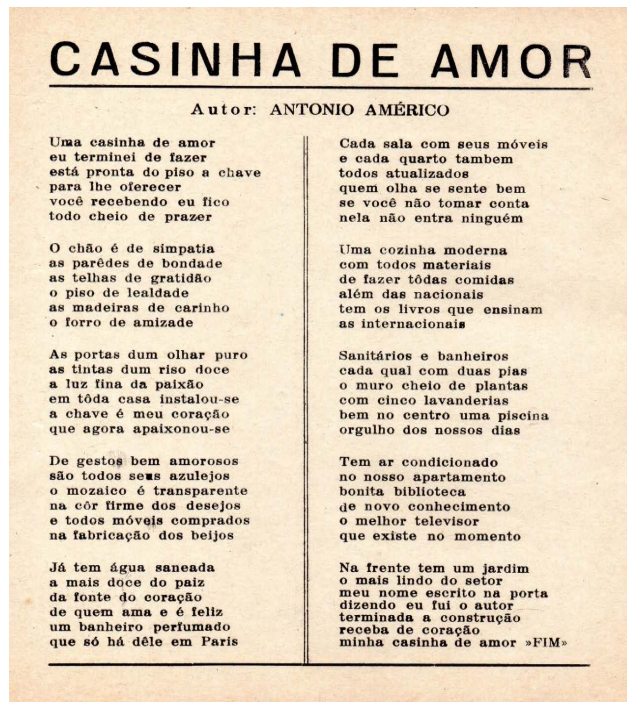 CASINHA DE AMOR
Autor: ANTONIO AMÉRICO
Uma casinha de amor
eu terminei de fazer
está pronta do piso a chave
para lhe oferecer
você recebendo eu fico
todo cheio de prazer
O chão é de simpatia
as parêdes de bondade
as telhas de gratidão
o piso de lealdade
as madeiras de carinho
o forro de amizade
As portas dum olhar puro
as tintas dum riso doce
a luz fina da paixão
em tôda casa instalou-se
a chave é meu coração
que agora apaixonou-se
De gestos bem amorosos
são todos seus azulejos
o mozaico é transparente
na côr firme dos desejos
e todos móveis comprados
na fabricação dos beijos
Já tem água saneada
a mais doce do paiz
da fonte do coração
de quem ama e é feliz
um banheiro perfumado
que só há dêle em Paris
Cada sala com seus móveis
e cada quarto tambem
todos atualizados
quem olha se sente bem
se você não tomar conta
nela não entra ninguém
Uma cozinha moderna
com todos materiais
de fazer tôdas comidas
além das nacionais
tem os livros que ensinam
as internacionais
Sanitários e banheiros
cada qual com duas pias
o muro cheio de plantas
com cinco lavanderias
bem no centro uma piscina
orgulho dos nossos dias
Tem ar condicionado
no nosso apartamento
bonita biblioteca
de novo conhecimento
o melhor televisor
que existe no momento
Na frente tem um jardim
o mais lindo do setor
meu nome escrito na porta
dizendo eu fui o autor
terminada a construção
receba de coração
minha casinha de amor »FIM»